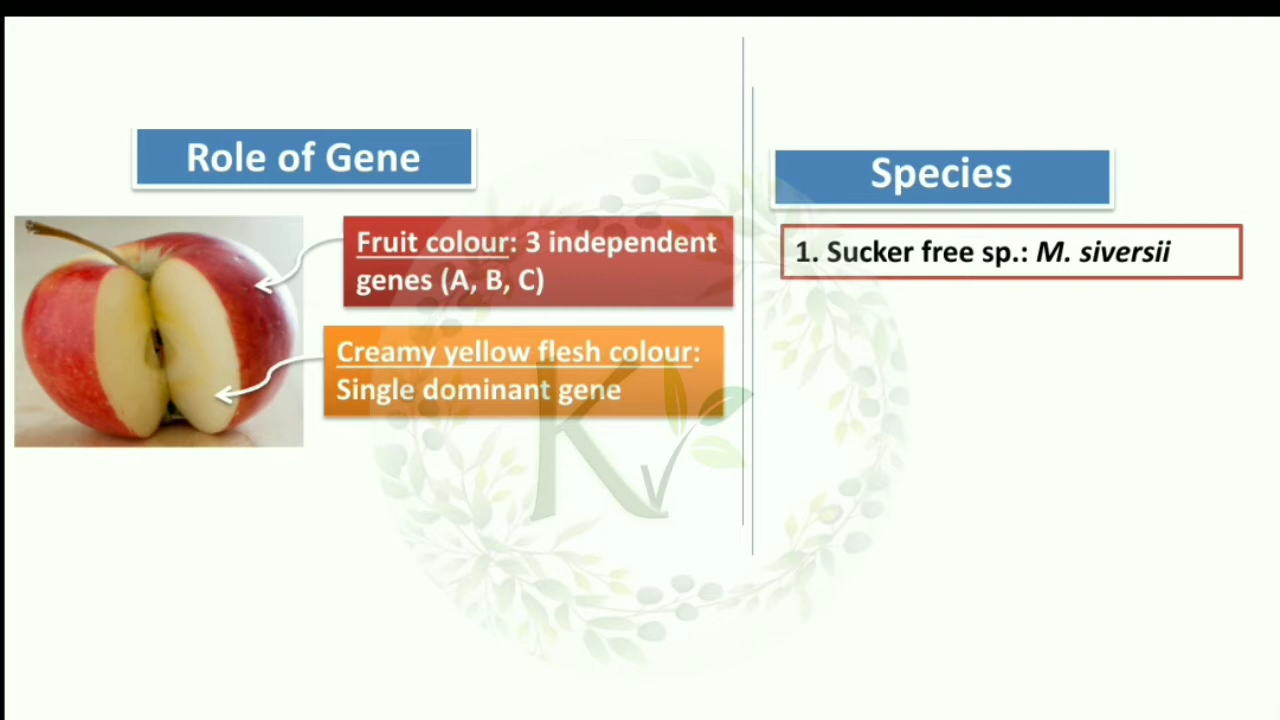 Role of Gene
Fruit colour: 3 independent
genes (A, B, C)
Creamy yellow flesh colour:
Single dominant gene
Species
1. Sucker free sp.: M. siversii
Kv